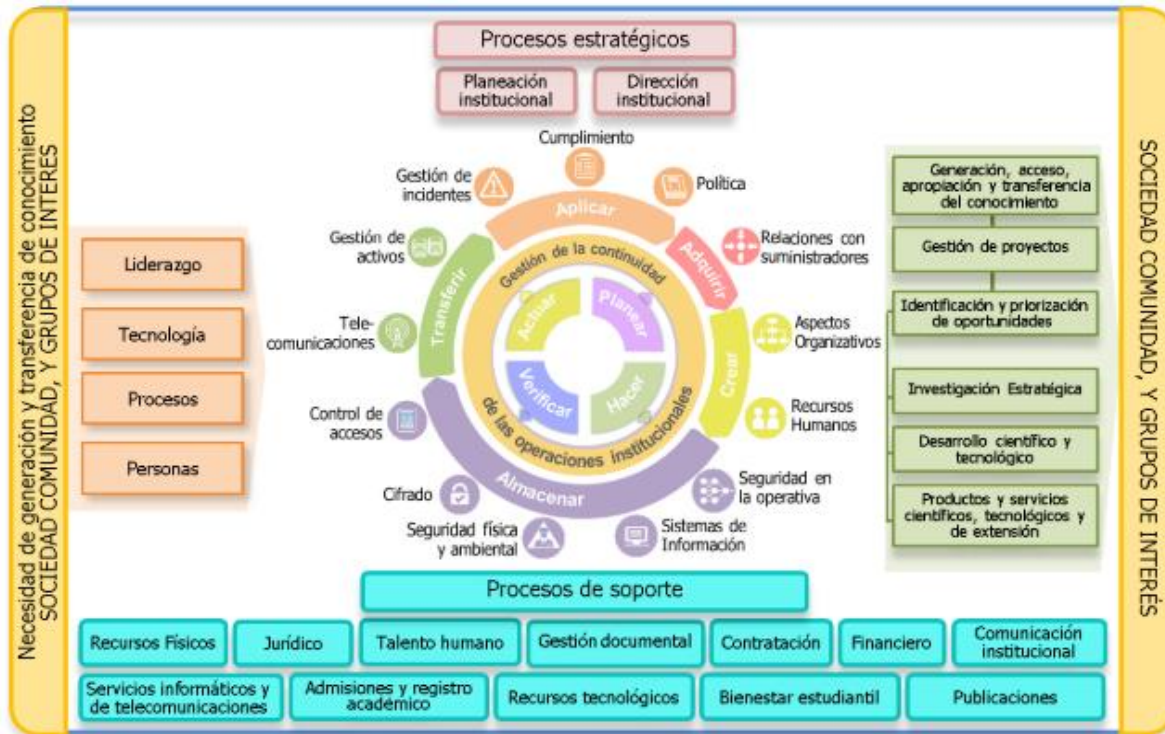 Necesidad de generación y transferencia de conocimiento
SOCIEDAD COMUNIDAD, Y GRUPOS DE INTERES
Procesos estratégicos
Planeación
institucional
Dirección
institucional
Liderazgo
Tecnología
Procesos
Personas
Cumplimiento
Gestión de
incidentes
Política
Gestión de
activos
Relaciones con
suministradores
Tele-
comunicaciones
Aspectos
Organizativos
Control de
accesos
Recursos
Humanos
Cifrado
Seguridad en
la operativa
Seguridad física
y ambiental
Sistemas de
Información
Aplicar
Adquirir
Crear
Almacenar
Transferir
Gestión de la continuidad
de las operaciones institucionales
Actuar
Planear
Verificar
Hacer
Generación, acceso,
apropiación y transferencia
del conocimiento
Gestión de proyectos
Identificación y priorización
de oportunidades
Investigación Estratégica
Desarrollo científico y
tecnológico
Productos y servicios
científicos, tecnológicos y
de extensión
SOCIEDAD COMUNIDAD, Y GRUPOS DE INTERÉS
Procesos de soporte
Recursos Físicos
Jurídico
Talento humano
Gestión documental
Contratación
Financiero
Comunicación
institucional
Servicios informáticos y
de telecomunicaciones
Admisiones y registro
académico
Recursos tecnológicos
Bienestar estudiantil
Publicaciones